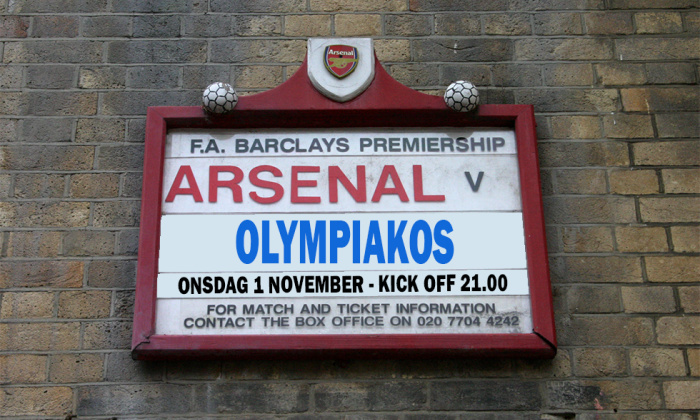 Arsenal
F.A. BARCLAYS PREMIERSHIP
ARSENAL V
OLYMPIAKOS
ONSDAG 1 NOVEMBER - KICK OFF 21.00
FOR MATCH AND TICKET INFORMATION
CONTACT THE BOX OFFICE ON 020 7704 4242